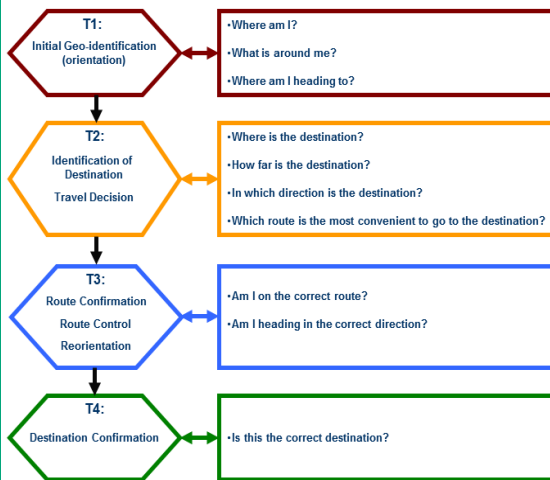 T1:
Initial Geo-identification
(orientation)
•Where am I?
•What is around me?
•Where am I heading to?
T2:
Identification of
Destination
Travel Decision
•Where is the destination?
•How far is the destination?
•In which direction is the destination?
•Which route is the most convenient to go to the destination?
T3:
Route Confirmation
Route Control
Reorientation
•Am I on the correct route?
•Am I heading in the correct direction?
T4:
Destination Confirmation
•Is this the correct destination?